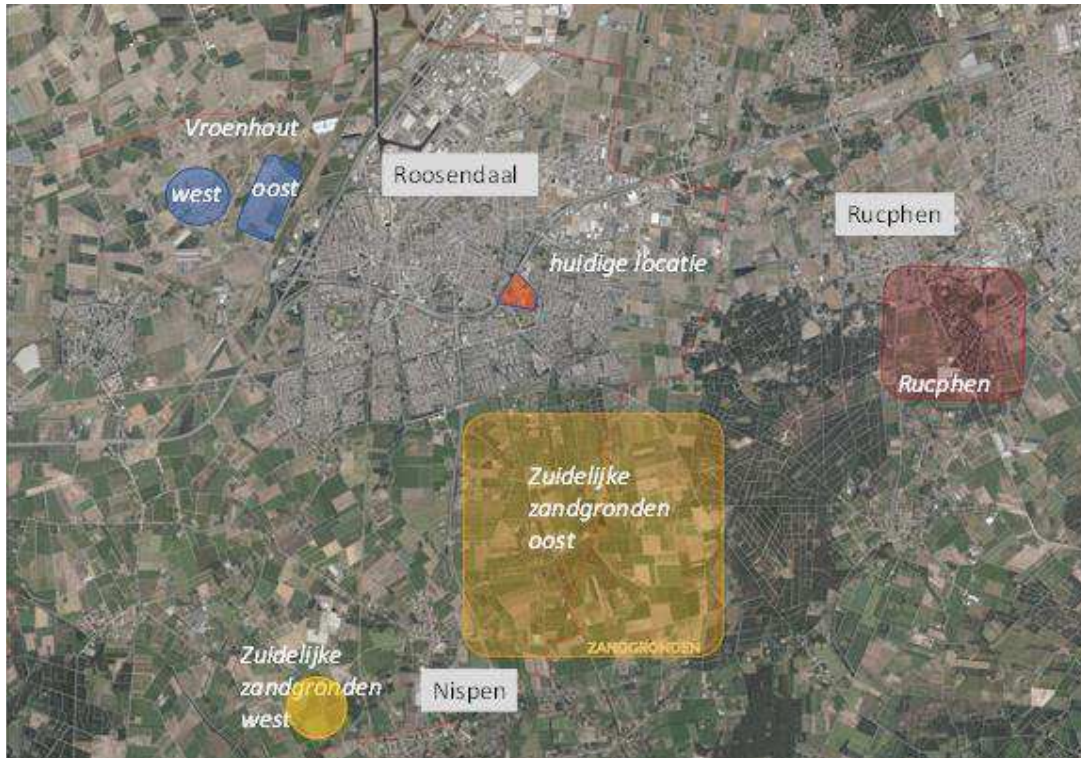 Vroenhout
west
oost
Roosendaal
Rucphen
huidige locatie
Rucphen
Zuidelijke
zandgronden
oost
ZANDGRONDEN
Zuidelijke
zandgronden
west
Nispen